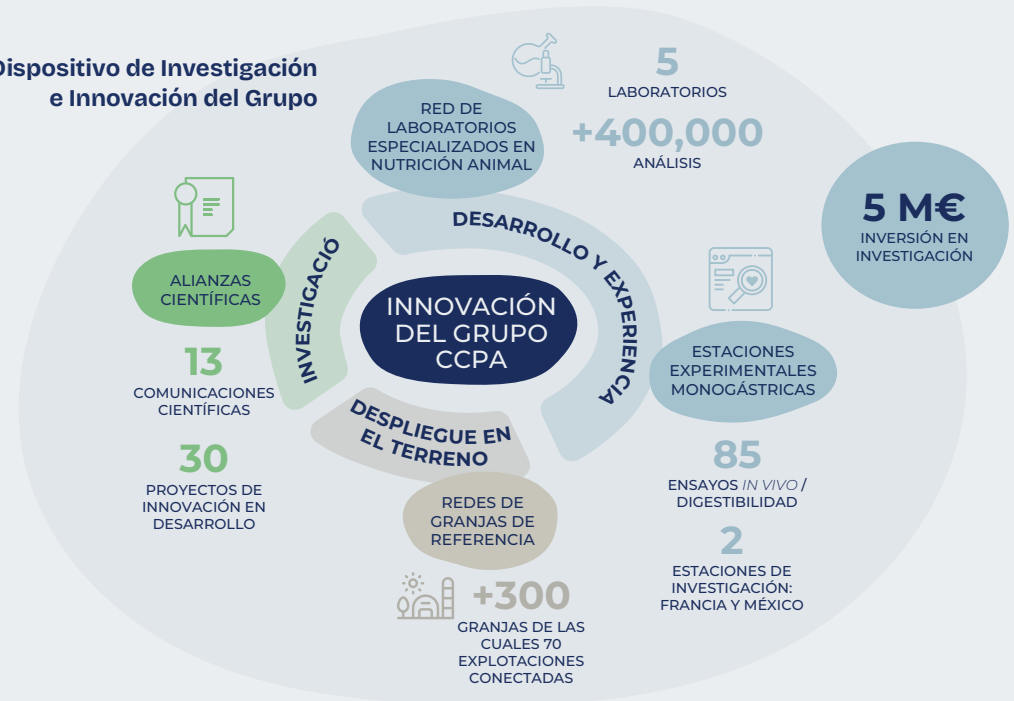 Dispositivo de Investigación
e Innovación del Grupo
RED DE
LABORATORIOS
ESPECIALIZADOS EN
NUTRICIÓN ANIMAL
5
LABORATORIOS
+400,000
ANÁLISIS
5 M€
INVERSIÓN EN
INVESTIGACIÓN
DESARROLLO Y EXPERIENCIA
INVESTIGACIÓ
ALIANZAS
CIENTÍFICAS
13
COMUNICACIONES
CIENTÍFICAS
30
PROYECTOS DE
INNOVACIÓN EN
DESARROLLO
INNOVACIÓN
DEL GRUPO
CCPA
ESTACIONES
EXPERIMENTALES
MONOGÁSTRICAS
85
ENSAYOS IN VIVO /
DIGESTIBILIDAD
2
ESTACIONES DE
INVESTIGACIÓN:
FRANCIA Y MÉXICO
DESPLIEGUE EN
EL TERRENO
REDES DE
GRANJAS DE
REFERENCIA
+300
GRANJAS DE LAS
CUALES 70
EXPLOTACIONES
CONECTADAS